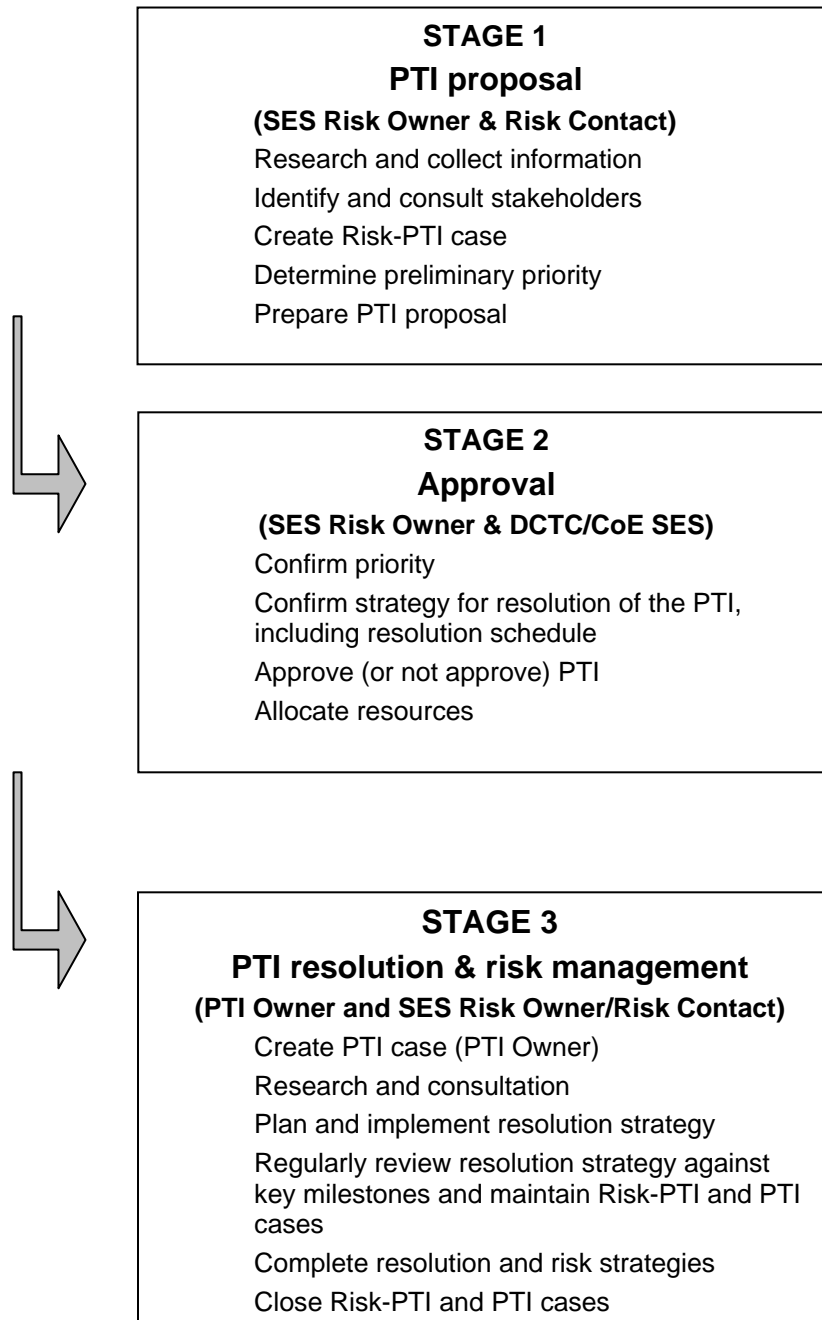 STAGE 1
PTI proposal
(SES Risk Owner & Risk Contact)
Research and collect information
Identify and consult stakeholders
Create Risk-PTI case
Determine preliminary priority
Prepare PTI proposal
STAGE 2
Approval
(SES Risk Owner & DCTC/CoE SES)
Confirm priority
Confirm strategy for resolution of the PTI,
including resolution schedule
Approve (or not approve) PTI
Allocate resources
STAGE 3
PTI resolution & risk management
(PTI Owner and SES Risk Owner/Risk Contact)
Create PTI case (PTI Owner)
Research and consultation
Plan and implement resolution strategy
Regularly review resolution strategy against
key milestones and maintain Risk-PTI and PTI
cases
Complete resolution and risk strategies
Close Risk-PTI and PTI cases